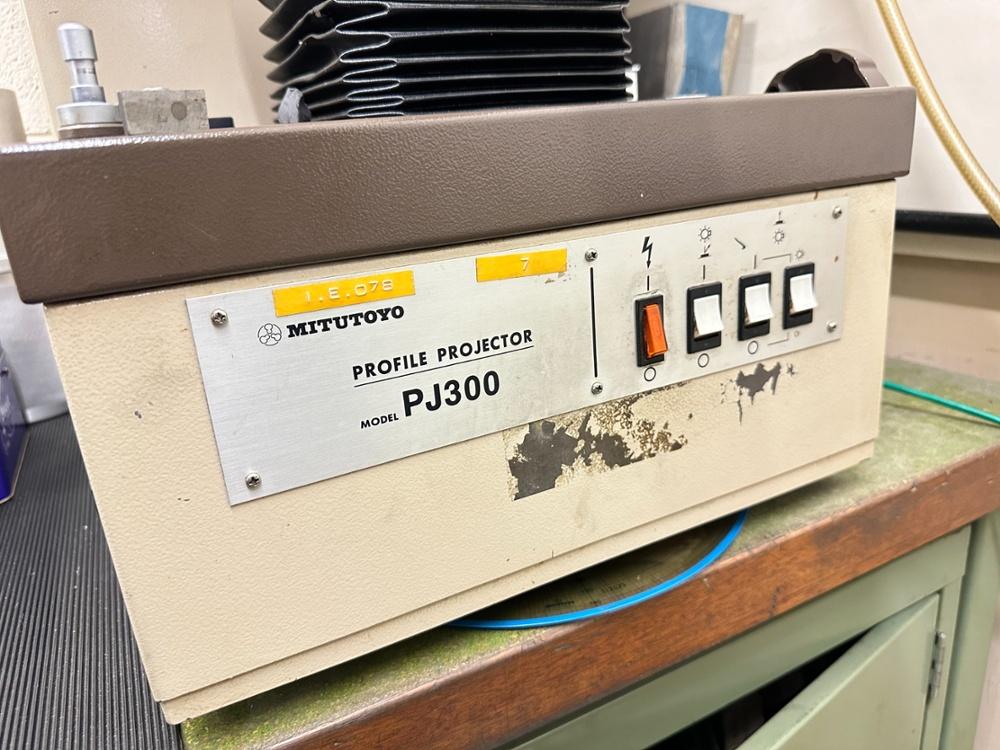 I.E.078
7
MITUTOYO
PROFILE PROJECTOR
MODEL PJ300